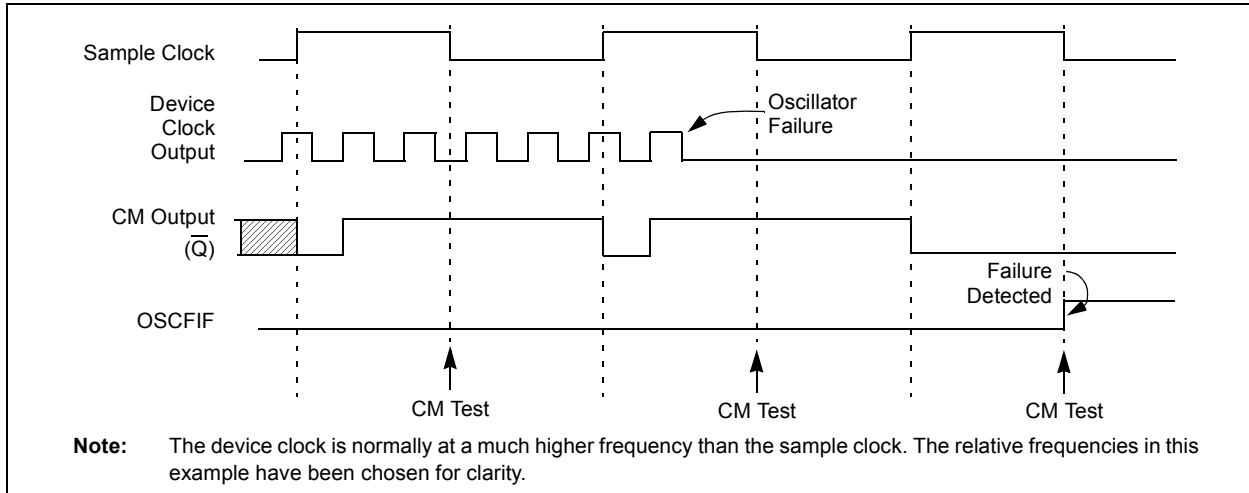 Sample Clock
Device
Clock
Output
Oscillator
Failure
CM Output
(Q̅)
Failure
Detected
OSCFIF
CM Test
CM Test
CM Test
Note: The device clock is normally at a much higher frequency than the sample clock. The relative frequencies in this
example have been chosen for clarity.